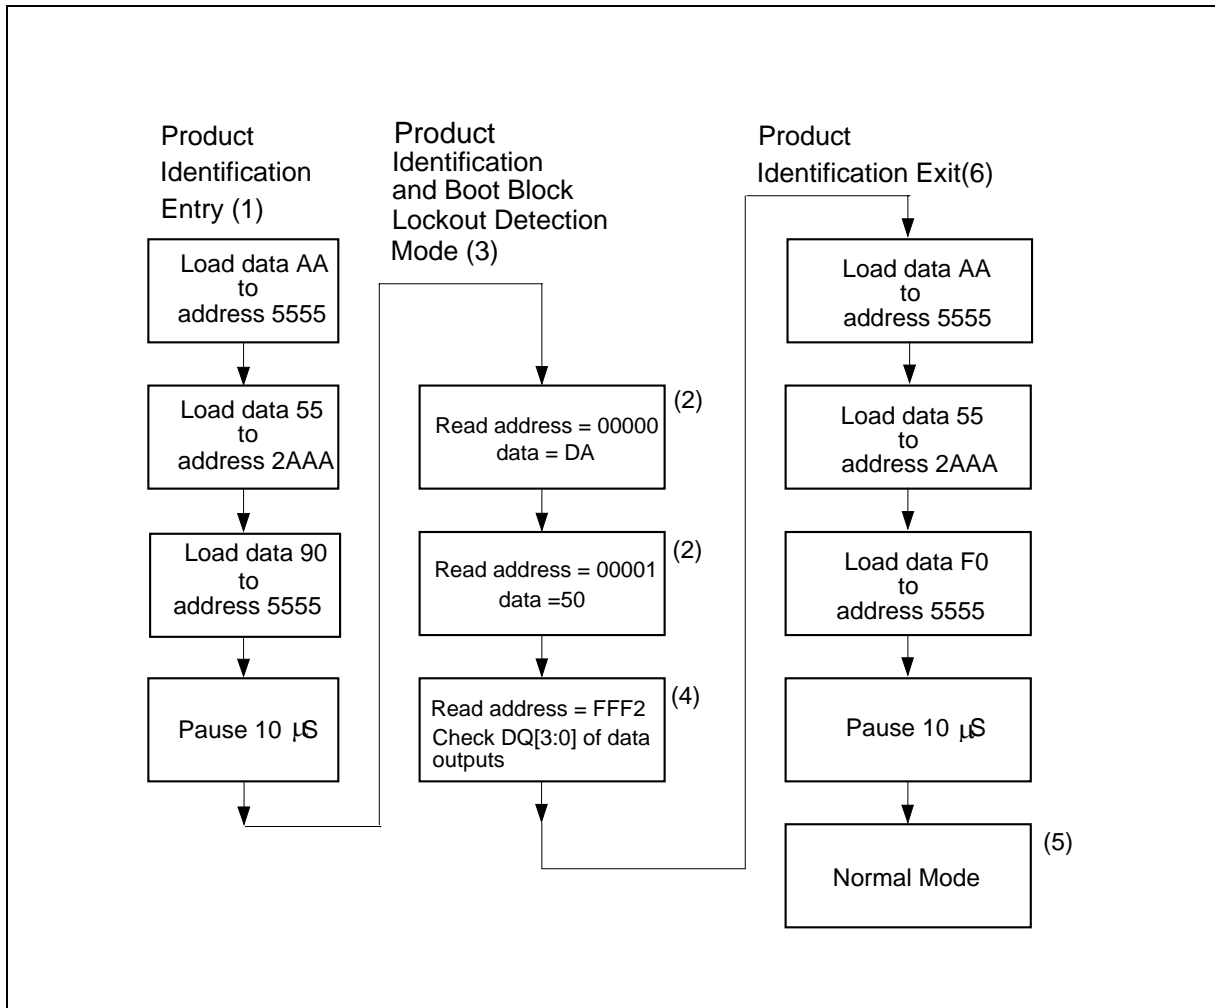 Product
Identification
Entry (1)
Load data AA
to
address 5555
Load data 55
to
address 2AAA
Load data 90
to
address 5555
Pause 10 μS
Product
Identification
and Boot Block
Lockout Detection
Mode (3)
Read address = 00000
data = DA
(2)
Read address = 00001
data =50
(2)
Read address = FFF2
Check DQ[3:0] of data
outputs
(4)
Product
Identification Exit(6)
Load data AA
to
address 5555
Load data 55
to
address 2AAA
Load data F0
to
address 5555
Pause 10 μS
Normal Mode
(5)